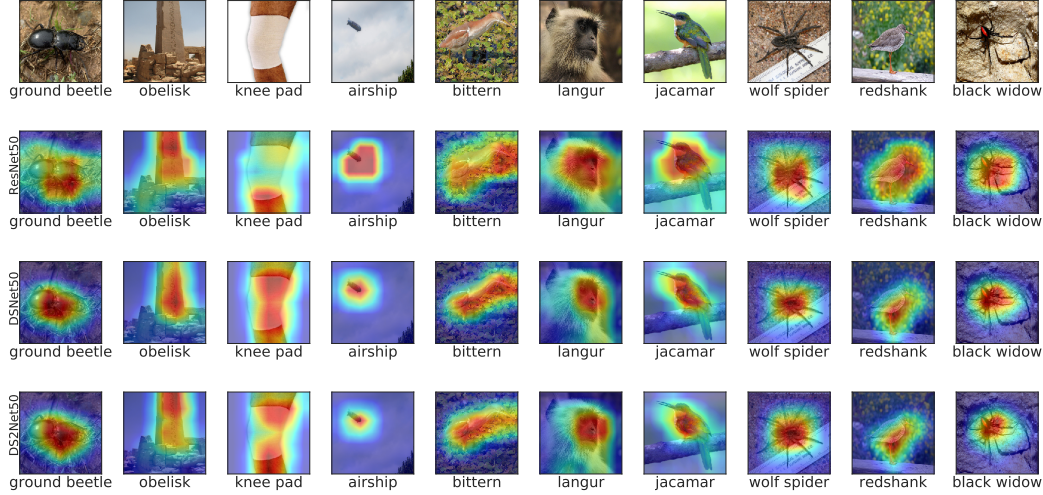 ground beetle obelisk knee pad airship bittern langur jacamar wolf spider redshank black widow
ResNet50
ground beetle obelisk knee pad airship bittern langur jacamar wolf spider redshank black widow
DSNet50
ground beetle obelisk knee pad airship bittern langur jacamar wolf spider redshank black widow
DS2Net50
ground beetle obelisk knee pad airship bittern langur jacamar wolf spider redshank black widow